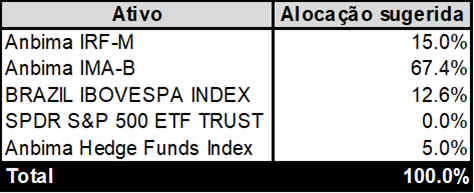 Ativo Alocação sugerida
Anbima IRF-M 15.0%
Anbima IMA-B 67.4%
BRAZIL IBOVESPA INDEX 12.6%
SPDR S&P 500 ETF TRUST 0.0%
Anbima Hedge Funds Index 5.0%
Total 100.0%